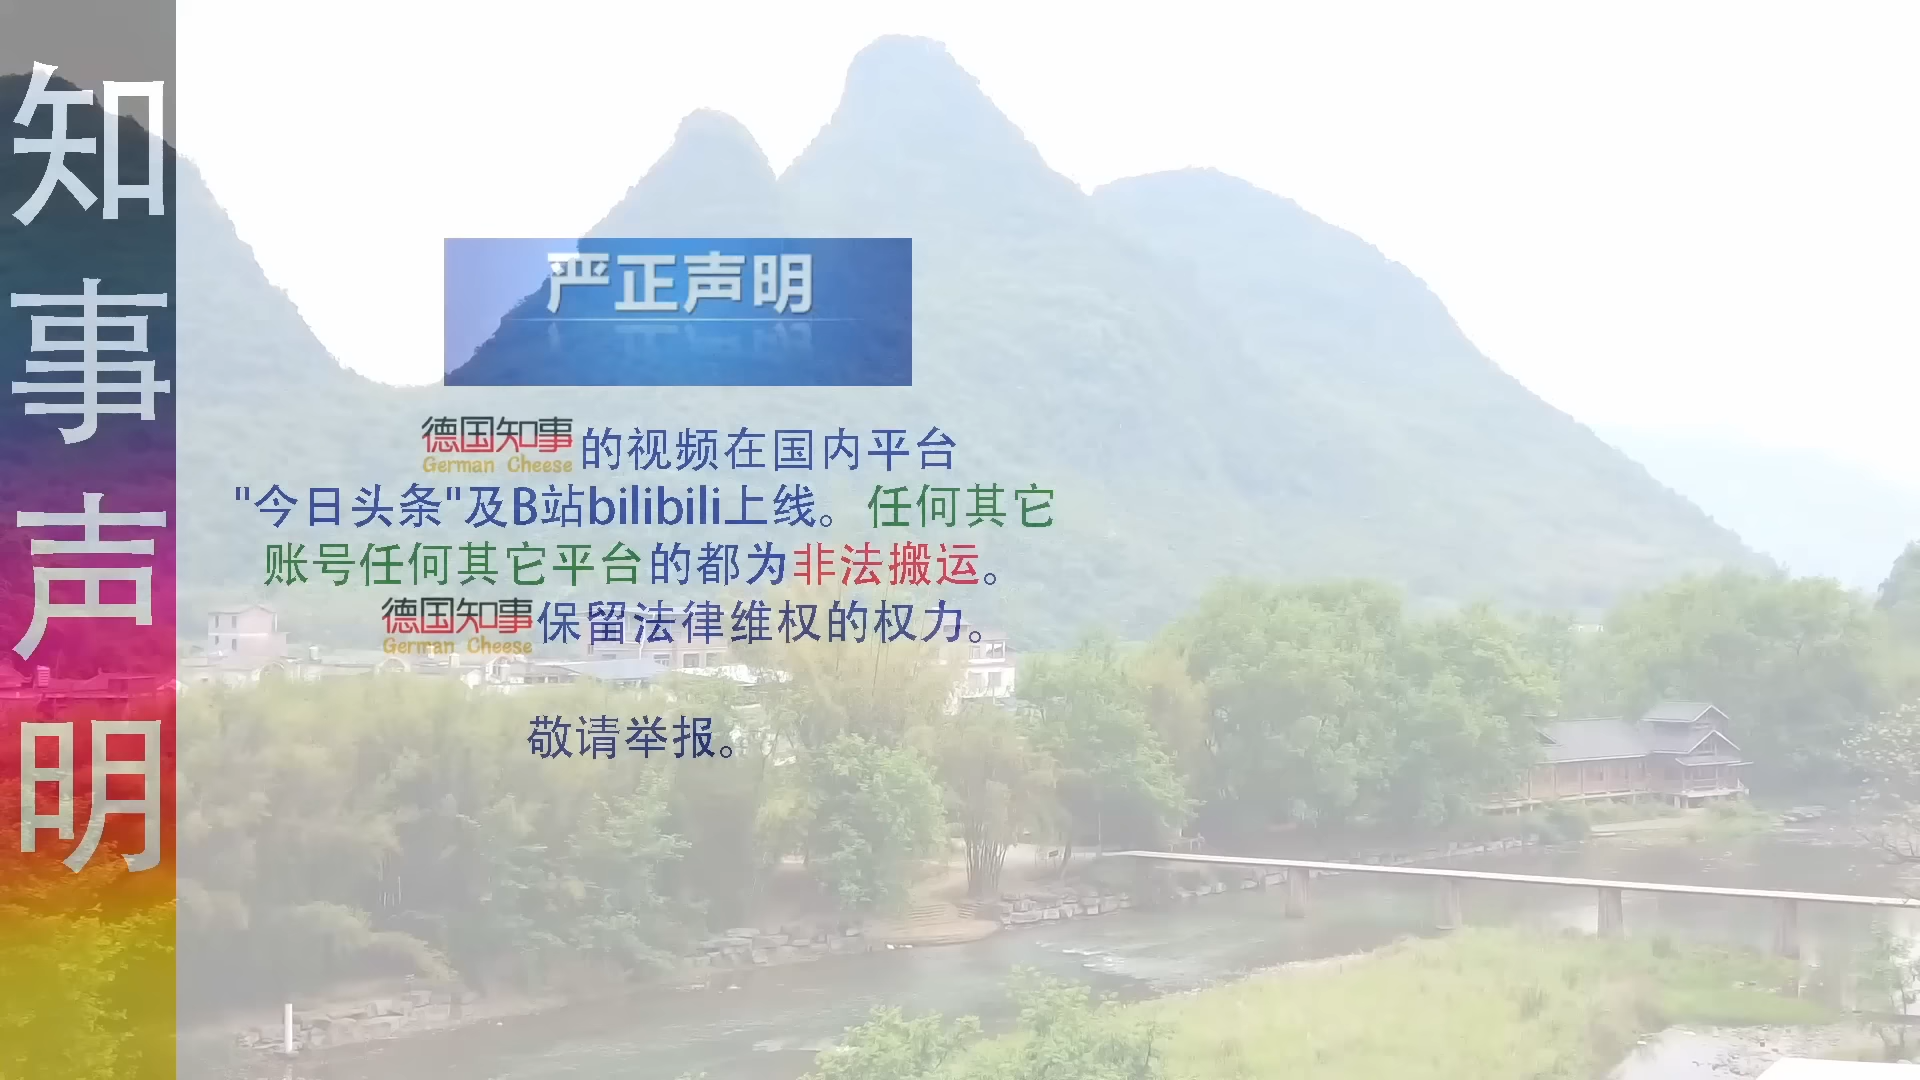 知事声明
严正声明
德国知事的视频在国内平台
German Cheese
"今日头条"及B站bilibili上线。任何其它
账号任何其它平台的都为非法搬运。
德国知事保留法律维权的权力。
German Cheese
敬请举报。